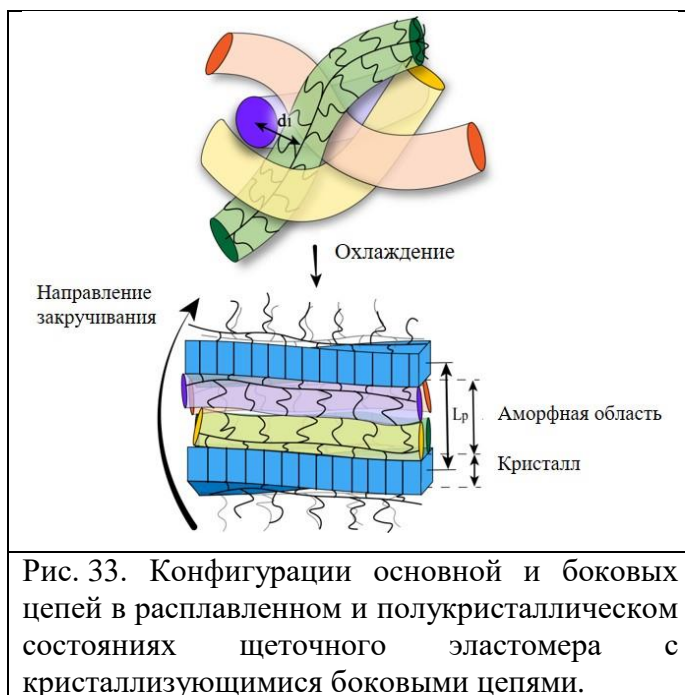 di
Охлаждение
Направление
закручивания
Lp
Аморфная область
Кристалл
Рис. 33. Конфигурации основной и боковых
цепей в расплавленном и полукристаллическом
состояниях щеточного эластомера с
кристаллизующимися боковыми цепями.